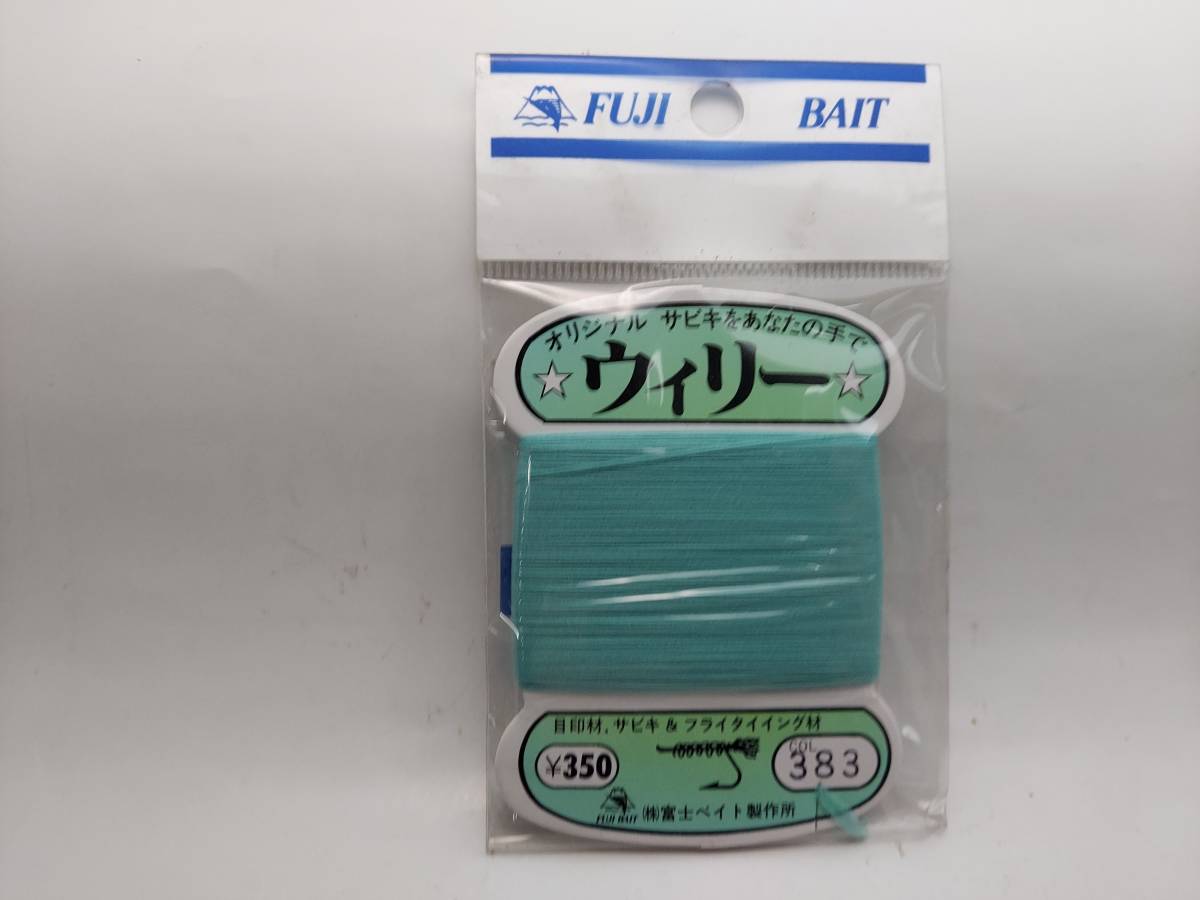 FUJI BAIT
オリジナル サビキをあなたの手で
☆ウィリー☆
目印材,サビキ & フライタイイング材
¥350
COL
383
FUJI BAIT ㈱富士ベイト製作所